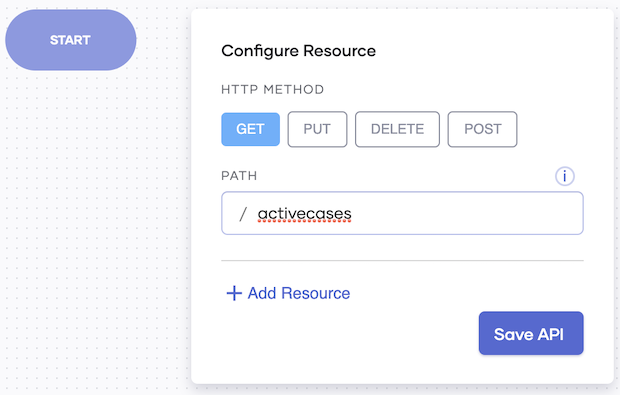 START
Configure Resource
HTTP METHOD
GET PUT DELETE POST
PATH i
/ activecases
+ Add Resource
Save API